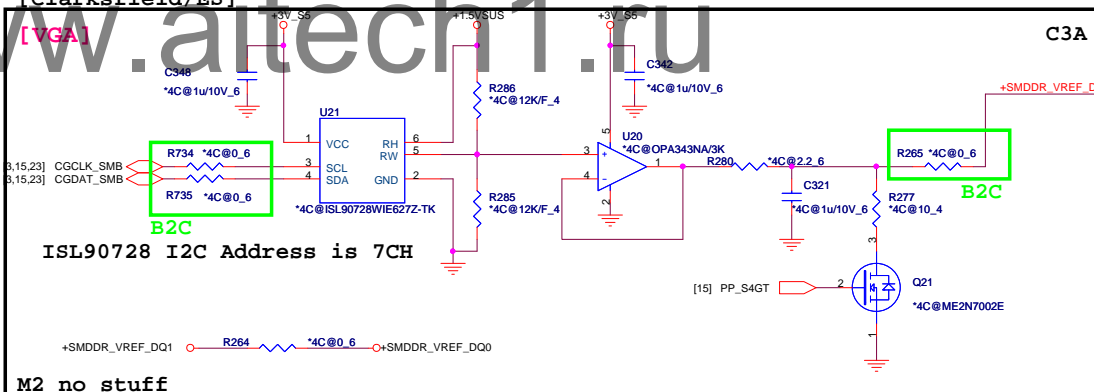 [Clarksfield/ES]
www.aitech1.ru
[VGA]
C3A
+3V_S5
+1.5VSUS
+3V_S5
C348
*4C@1u/10V_6
R286
*4C@12K/F_4
C342
*4C@1u/10V_6
+SMDDR_VREF_D
U21
1 VCC
3 SCL
4 SDA
RH 6
RW 5
GND 2
*4C@ISL90728WIE627Z-TK
[3,15,23] CGCLK_SMB
[3,15,23] CGDAT_SMB
R734 *4C@0_6
R735 *4C@0_6
B2C
R285
*4C@12K/F_4
U20
*4C@OPA343NA/3K
5
3 +
4 -
1
2
R280 *4C@2.2_6
C321
*4C@1u/10V_6
R265 *4C@0_6
B2C
R277
*4C@10_4
ISL90728 I2C Address is 7CH
[15] PP_S4GT
3
2
1
Q21
*4C@ME2N7002E
+SMDDR_VREF_DQ1 R264 *4C@0_6 +SMDDR_VREF_DQ0
M2 no stuff